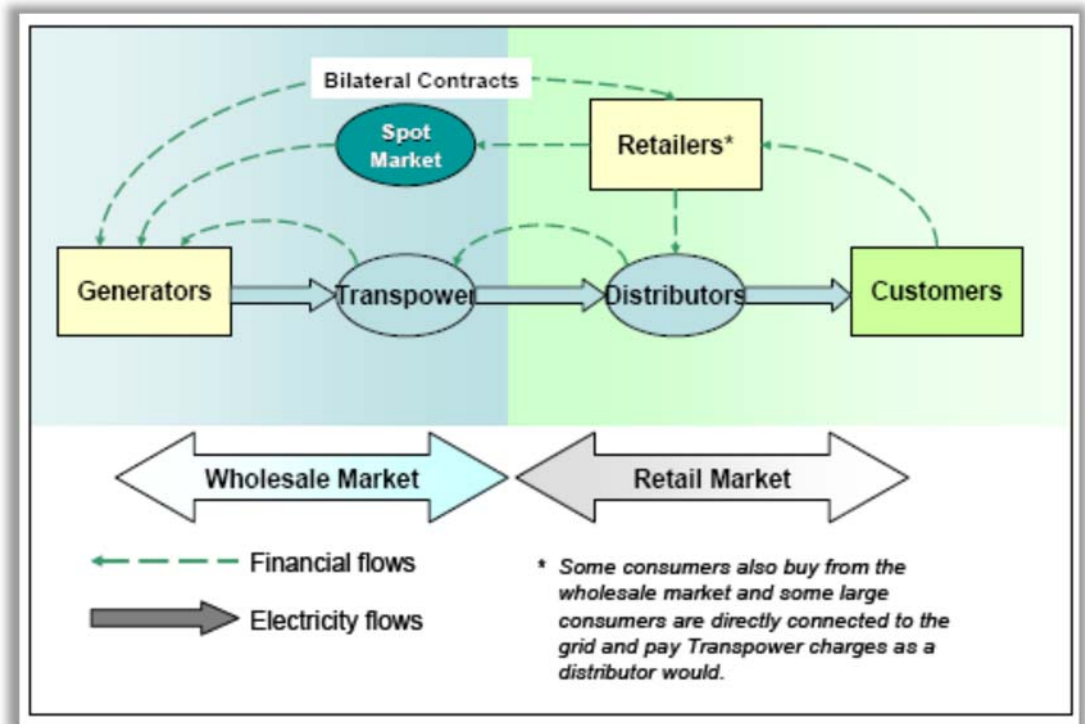 Bilateral Contracts
Spot
Market
Retailers*
Generators
Transpower
Distributors
Customers
Wholesale Market
Retail Market
Financial flows
Electricity flows
* Some consumers also buy from the
wholesale market and some large
consumers are directly connected to the
grid and pay Transpower charges as a
distributor would.